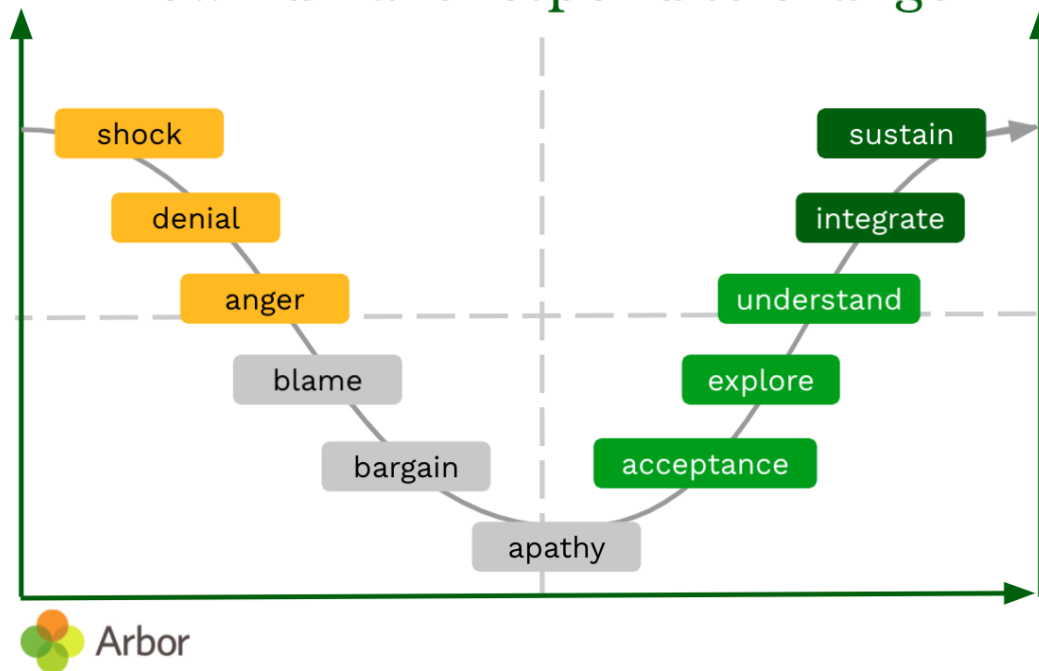 shock
denial
anger
blame
bargain
apathy
acceptance
explore
understand
integrate
sustain
Arbor